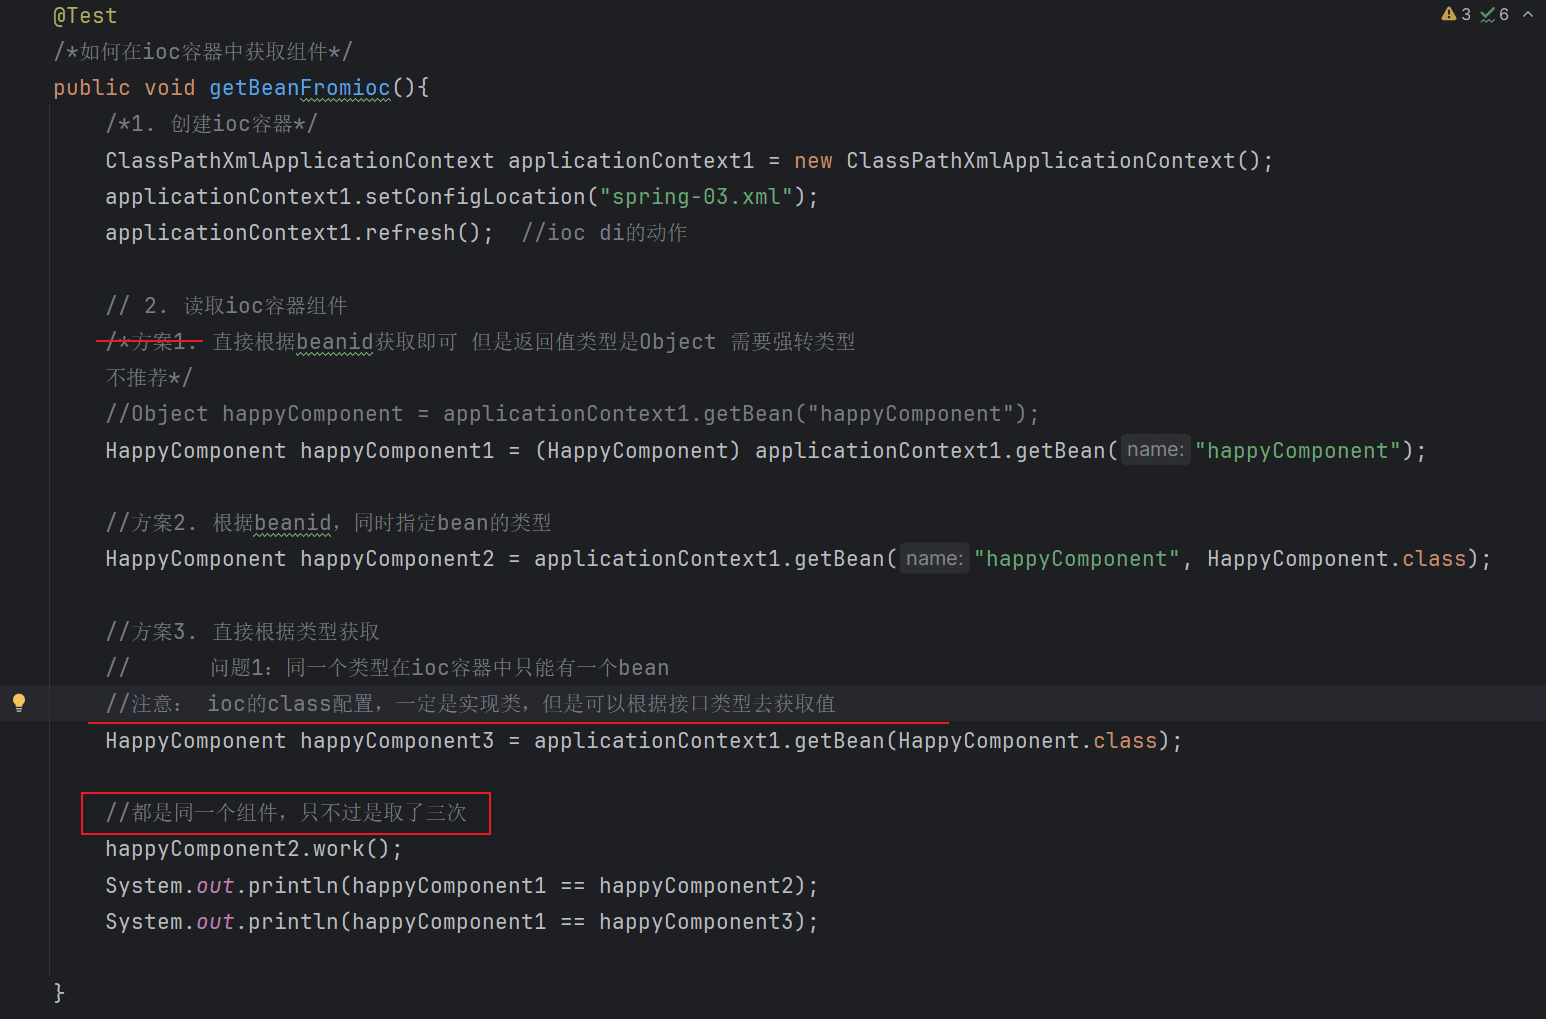 @Test
3 6
/*如何在ioc容器中获取组件*/
public void getBeanFromioc(){
/*1. 创建ioc容器*/
ClassPathXmlApplicationContext applicationContext1 = new ClassPathXmlApplicationContext();
applicationContext1.setConfigLocation("spring-03.xml");
applicationContext1.refresh();  //ioc di的动作
// 2. 读取ioc容器组件
/*方案1. 直接根据beanid获取即可 但是返回值类型是Object 需要强转类型
不推荐*/
//Object happyComponent = applicationContext1.getBean("happyComponent");
HappyComponent happyComponent1 = (HappyComponent) applicationContext1.getBean( name: "happyComponent");
//方案2. 根据beanid，同时指定bean的类型
HappyComponent happyComponent2 = applicationContext1.getBean( name: "happyComponent", HappyComponent.class);
//方案3. 直接根据类型获取
//      问题1：同一个类型在ioc容器中只能有一个bean
//注意： ioc的class配置，一定是实现类，但是可以根据接口类型去获取值
HappyComponent happyComponent3 = applicationContext1.getBean(HappyComponent.class);
//都是同一个组件，只不过是取了三次
happyComponent2.work();
System.out.println(happyComponent1 == happyComponent2);
System.out.println(happyComponent1 == happyComponent3);
}